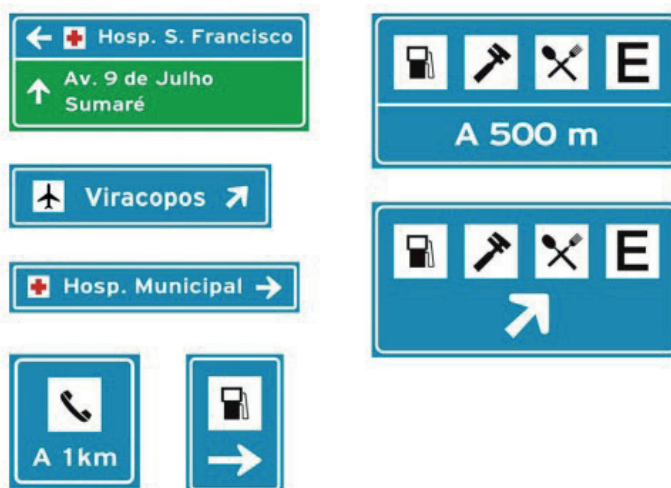 Hosp. S. Francisco
Av. 9 de Julho
Sumaré
Viracopos
Hosp. Municipal
A 1km
E
A 500 m
E